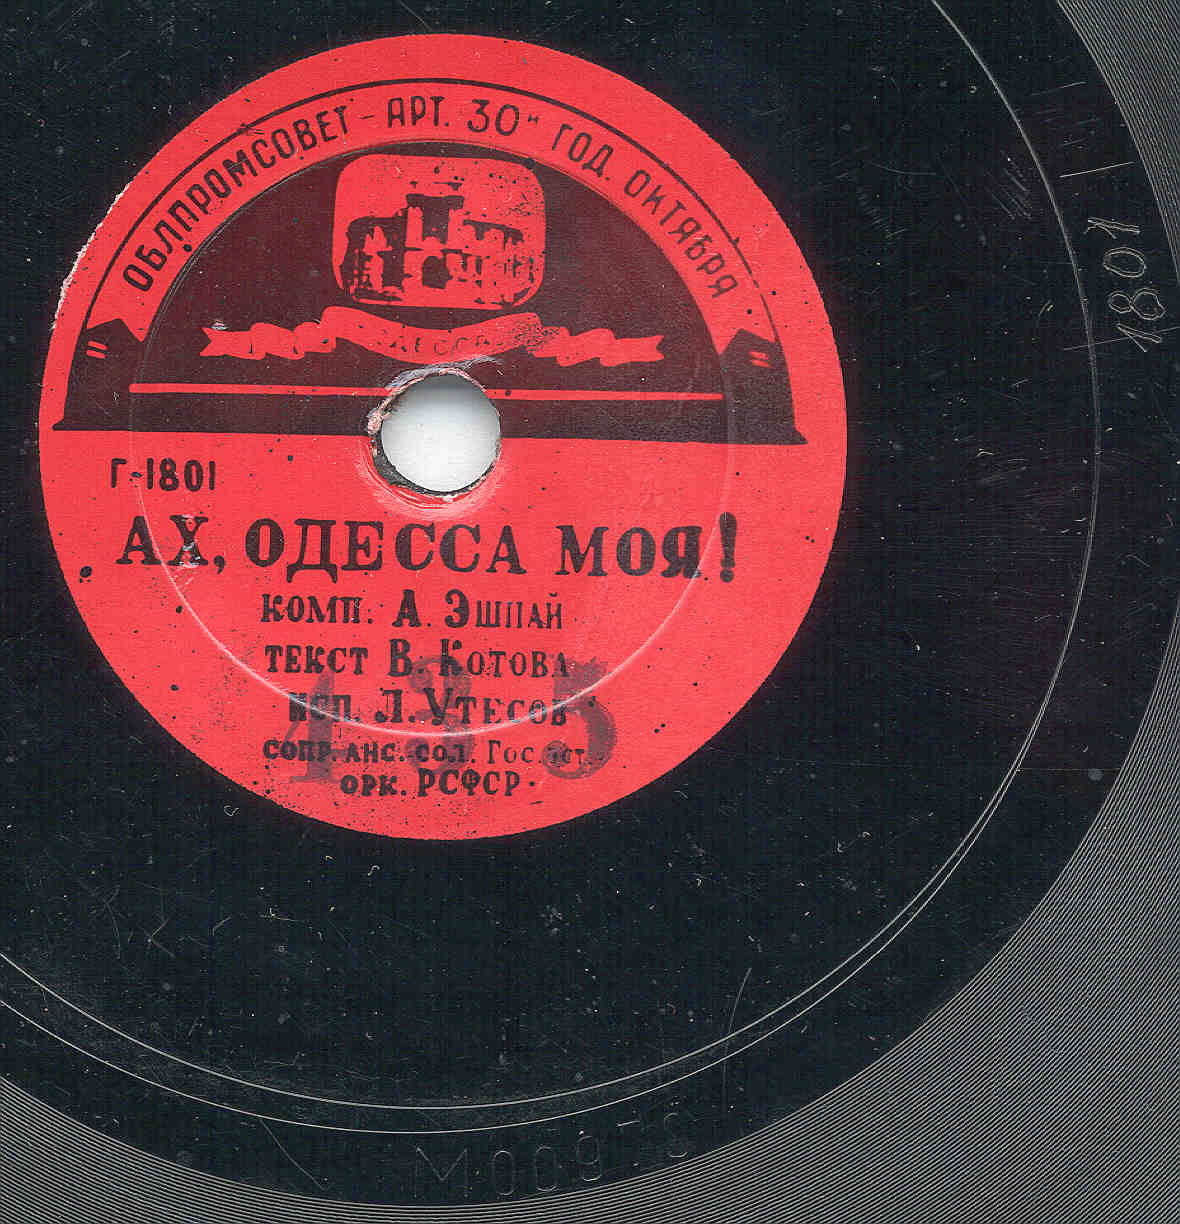 ОБЛПРОМСОВЕТ - АРТ. 30" ГОД. ОКТЯБРЯ
Г-1801
АХ, ОДЕССА МОЯ!
КОМП. А. ЭШПАЙ
ТЕКСТ В. КОТОВА
ИСП. Л. УТЕСОВ
СОПР. АНС. СОЛ. ГОС. ЭСТ.
ОРК. РСФСР
1801